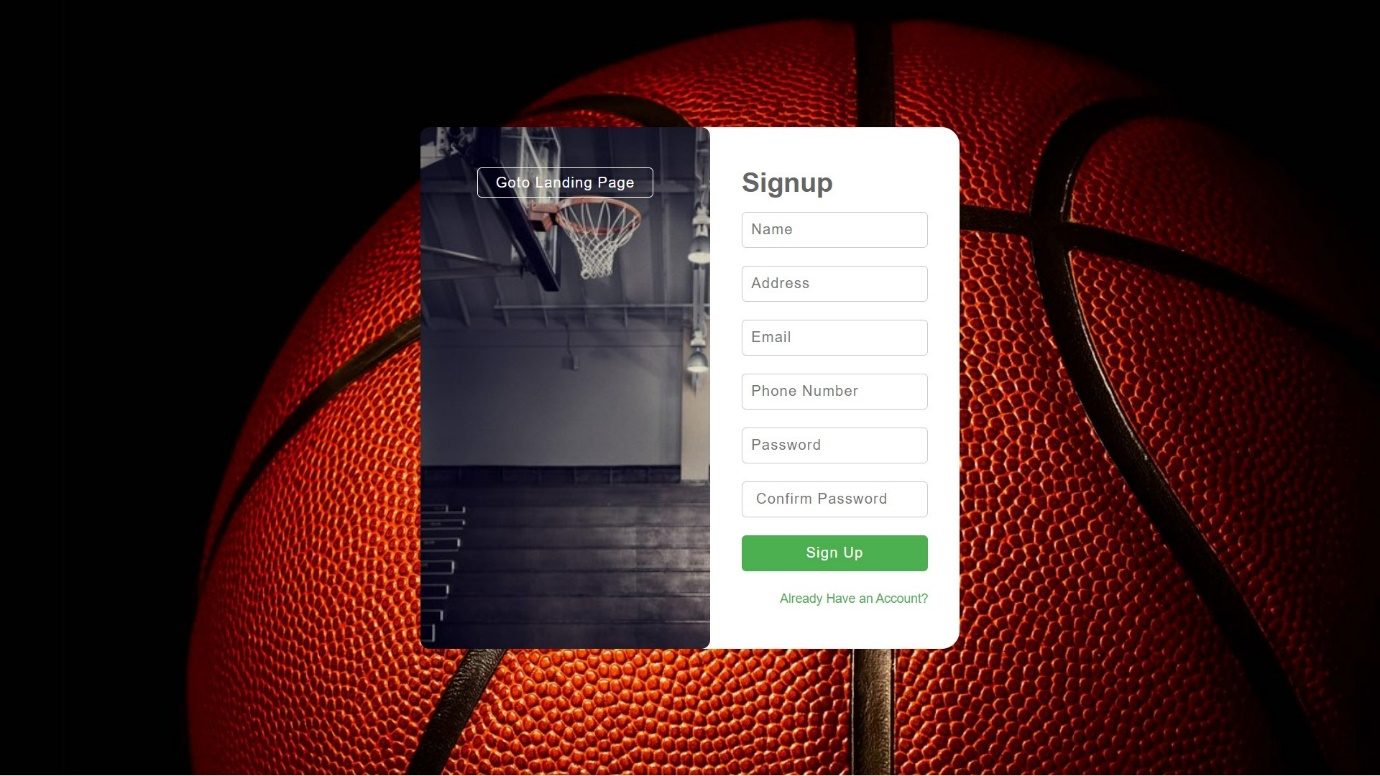 Goto Landing Page
Signup
Name
Address
Email
Phone Number
Password
Confirm Password
Sign Up
Already Have an Account?